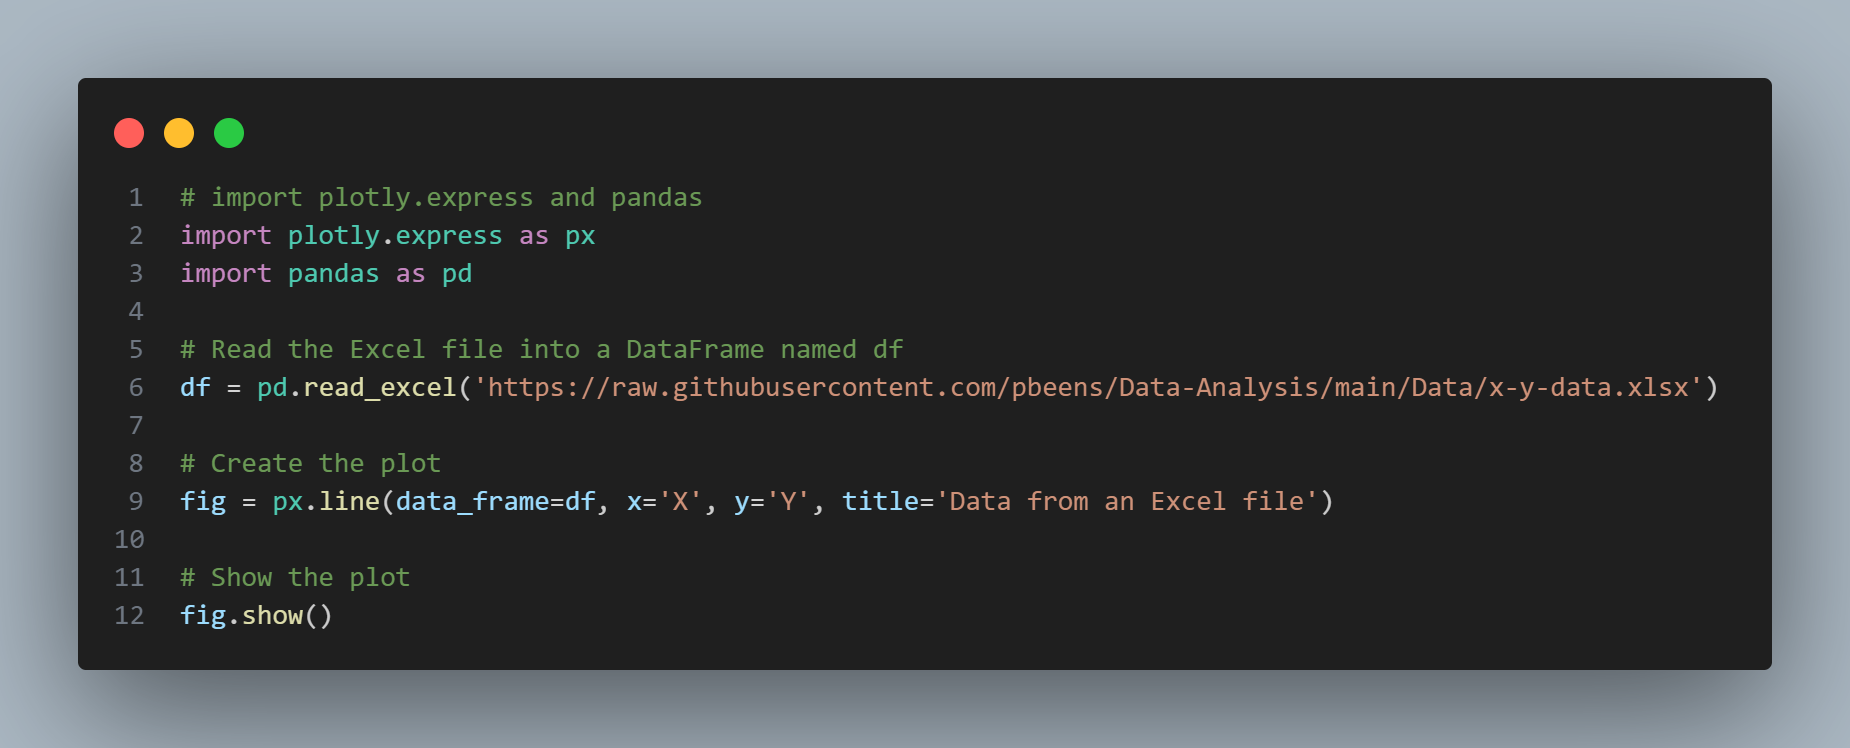 1 # import plotly.express and pandas
2 import plotly.express as px
3 import pandas as pd
4
5 # Read the Excel file into a DataFrame named df
6 df = pd.read_excel('https://raw.githubusercontent.com/pbeens/Data-Analysis/main/Data/x-y-data.xlsx')
7
8 # Create the plot
9 fig = px.line(data_frame=df, x='X', y='Y', title='Data from an Excel file')
10
11 # Show the plot
12 fig.show()